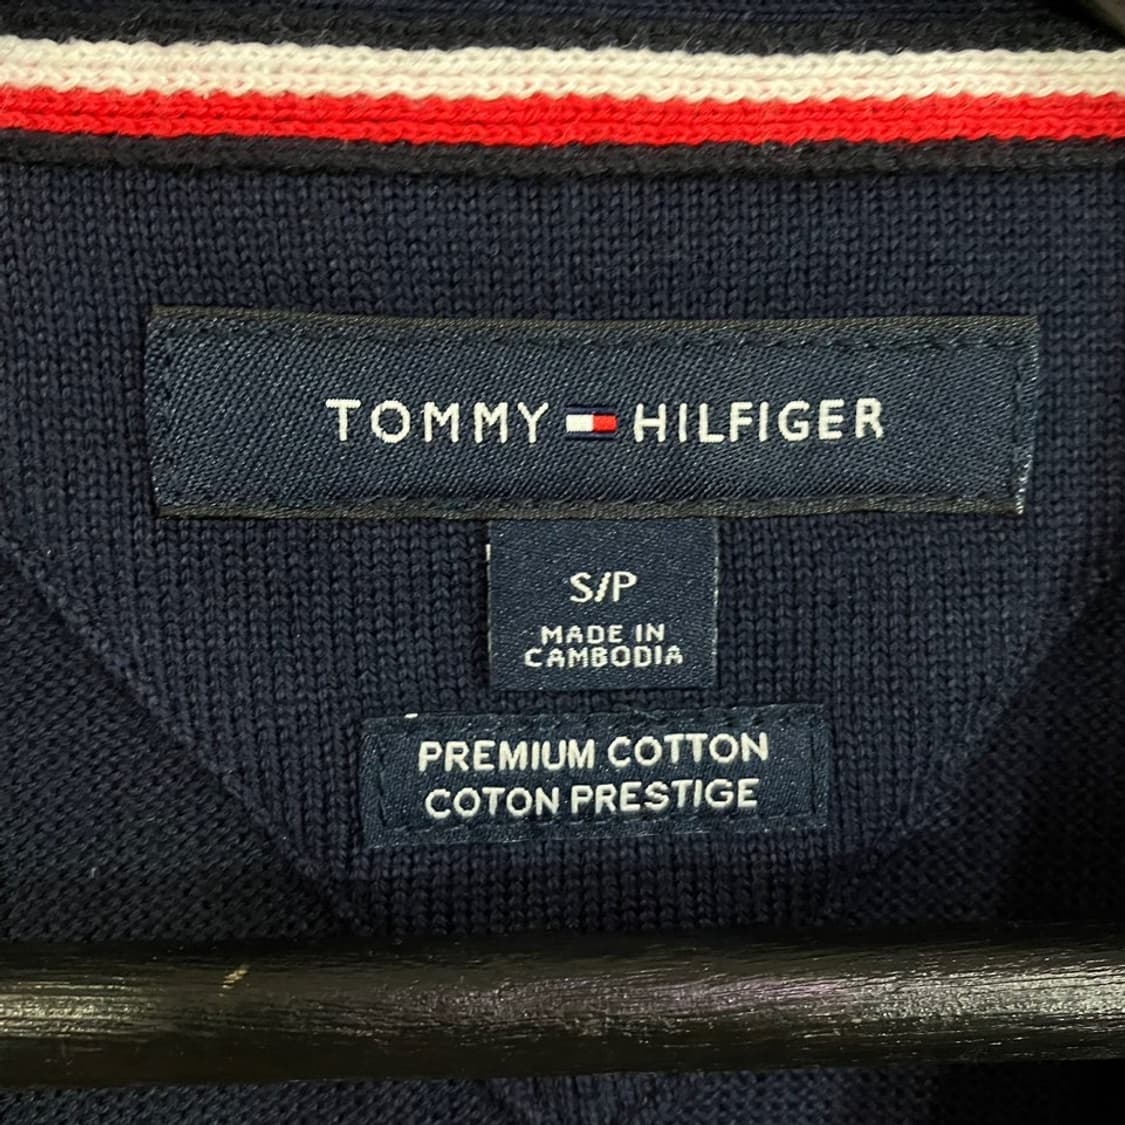 TOMMY HILFIGER
S/P
MADE IN
CAMBODIA
PREMIUM COTTON
COTON PRESTIGE